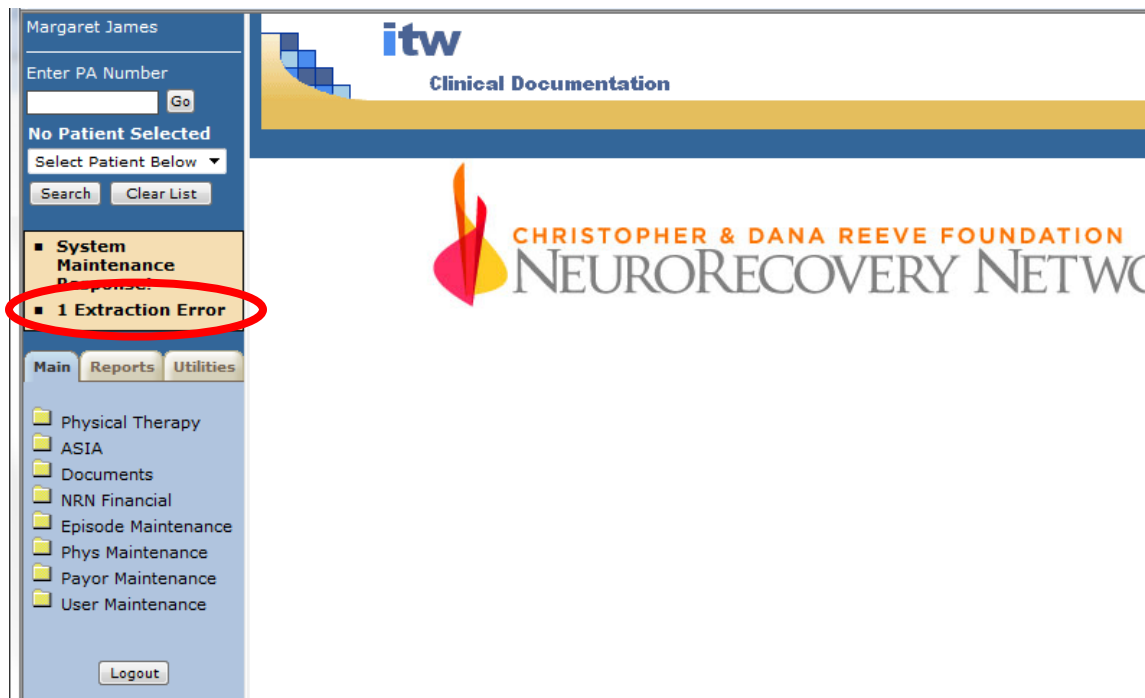 Margaret James
Enter PA Number
Go
No Patient Selected
Select Patient Below
Search Clear List
System
Maintenance
Response:
1 Extraction Error
Main Reports Utilities
Physical Therapy
ASIA
Documents
NRN Financial
Episode Maintenance
Phys Maintenance
Payor Maintenance
User Maintenance
Logout
itw
Clinical Documentation
CHRISTOPHER & DANA REEVE FOUNDATION
NEURORECOVERY NETWO